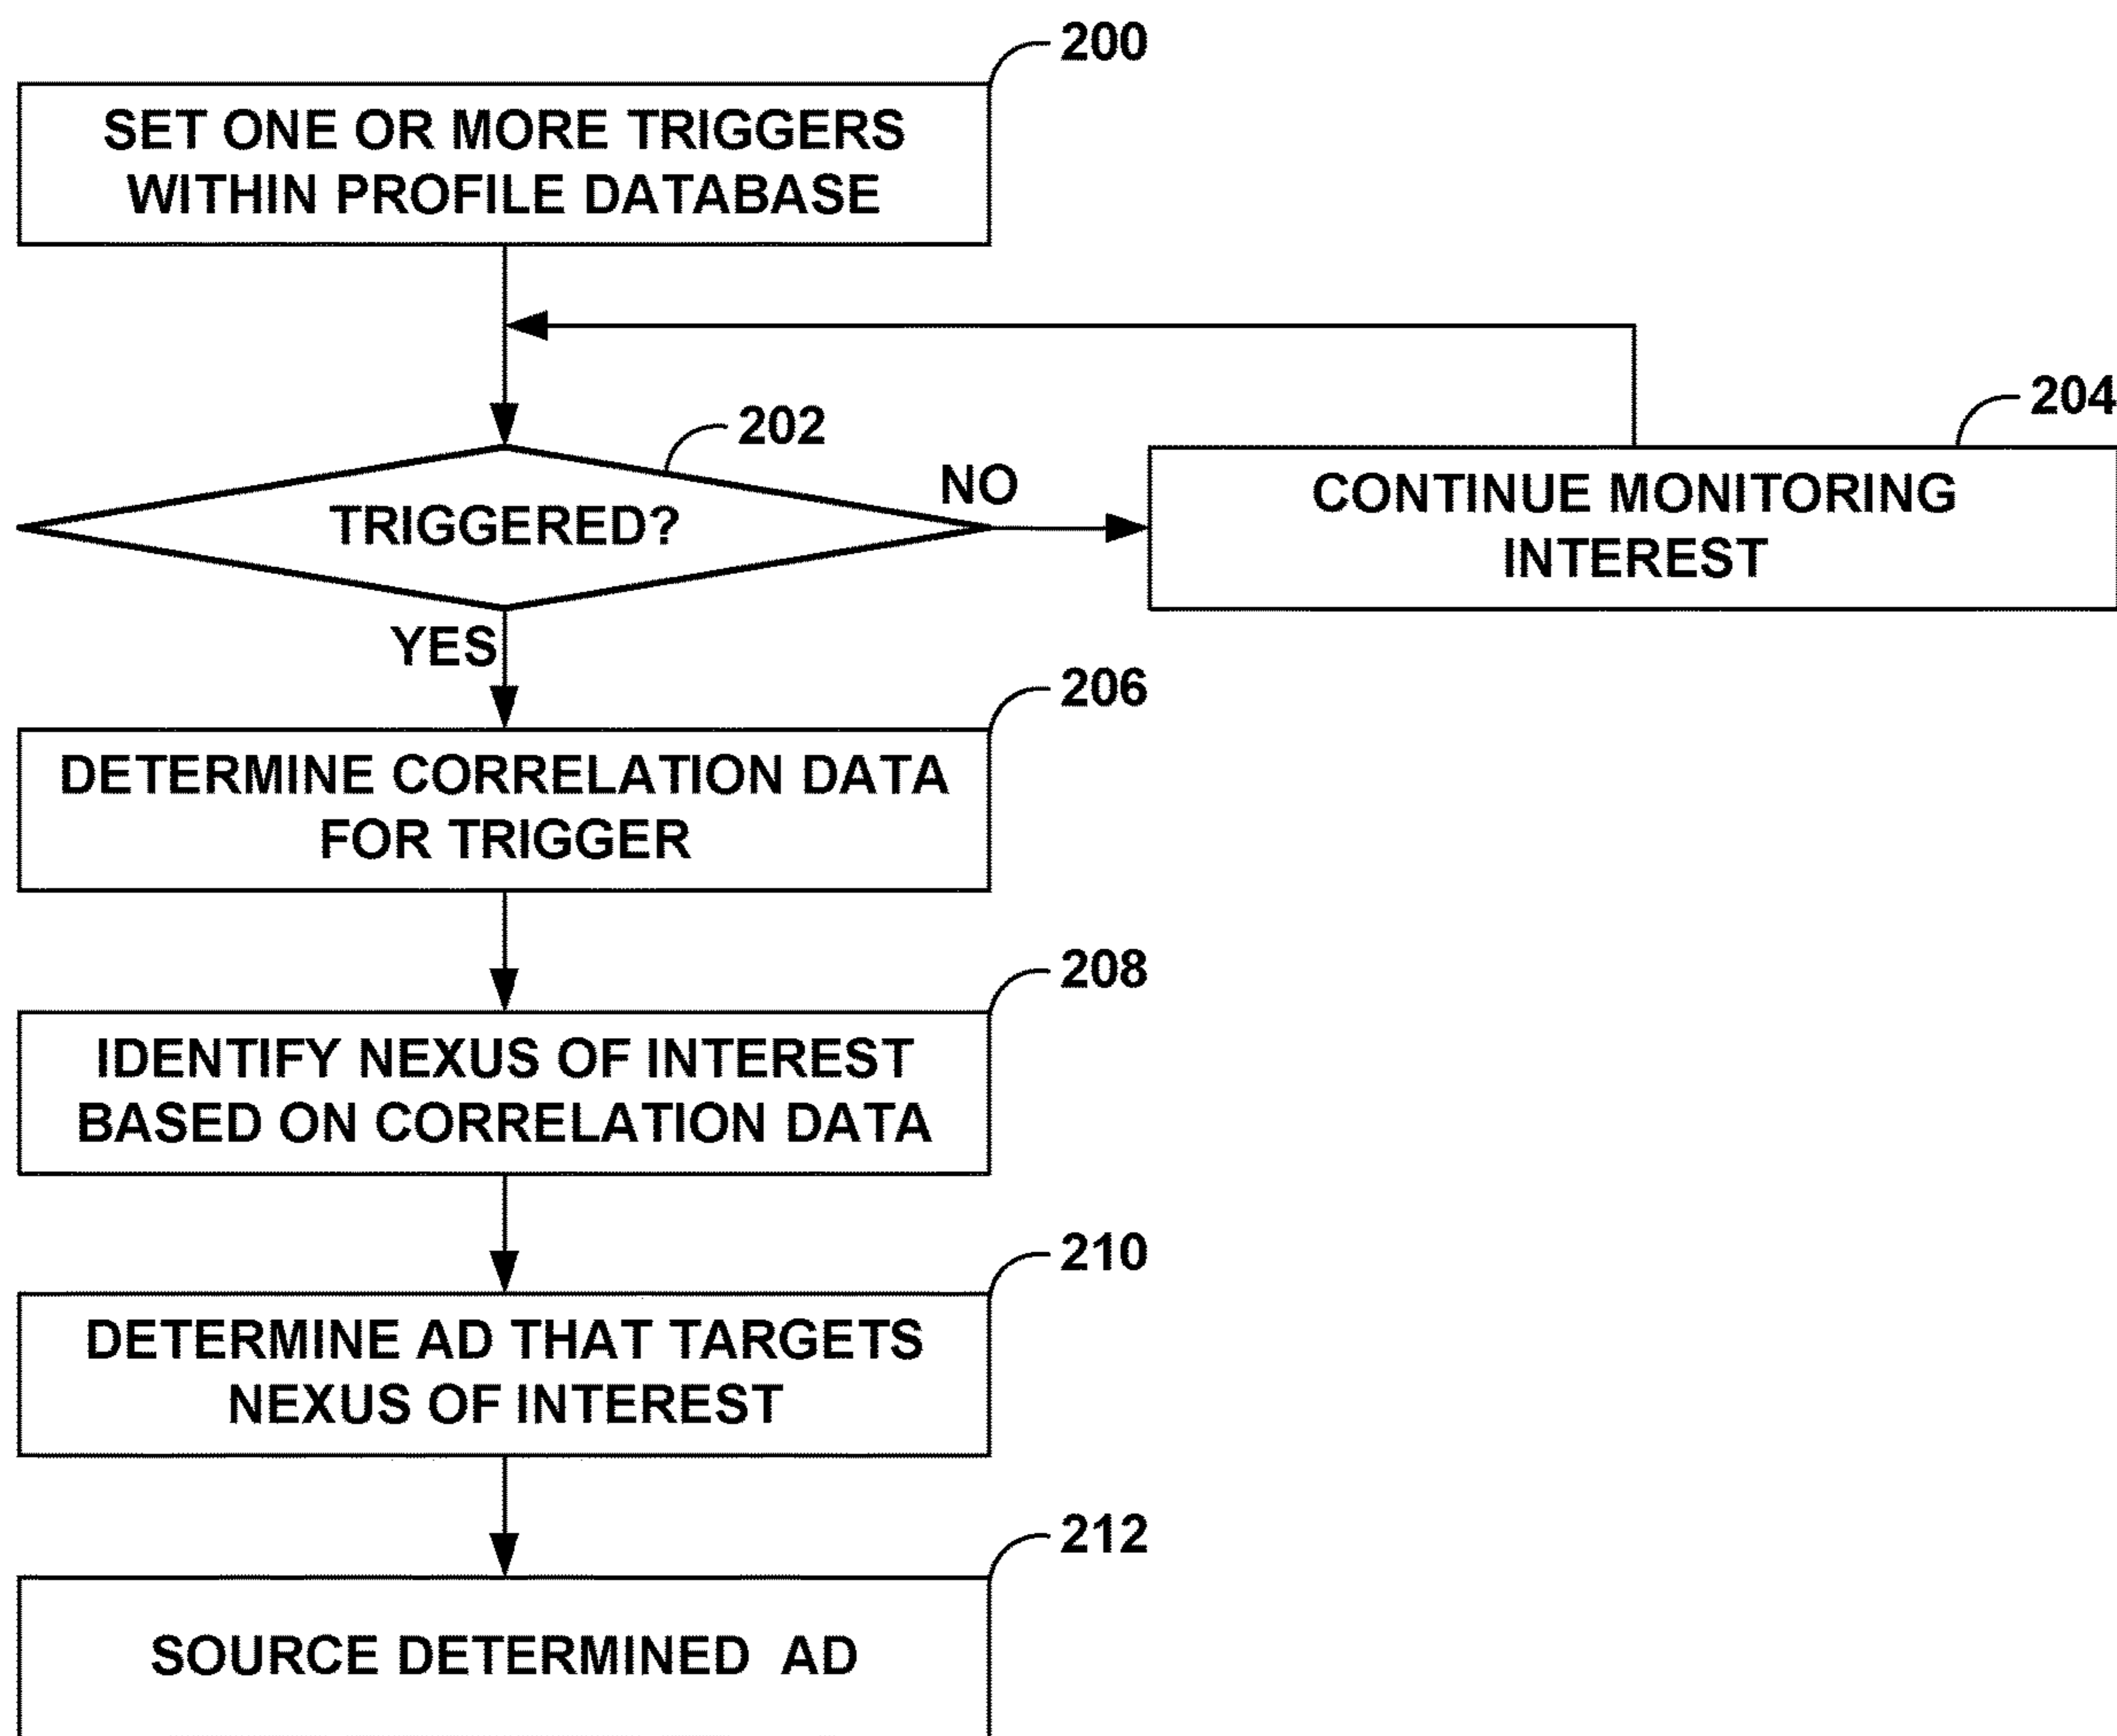 200
SET ONE OR MORE TRIGGERS
WITHIN PROFILE DATABASE
202
TRIGGERED?
NO
204
CONTINUE MONITORING
INTEREST
YES
206
DETERMINE CORRELATION DATA
FOR TRIGGER
208
IDENTIFY NEXUS OF INTEREST
BASED ON CORRELATION DATA
210
DETERMINE AD THAT TARGETS
NEXUS OF INTEREST
212
SOURCE DETERMINED AD